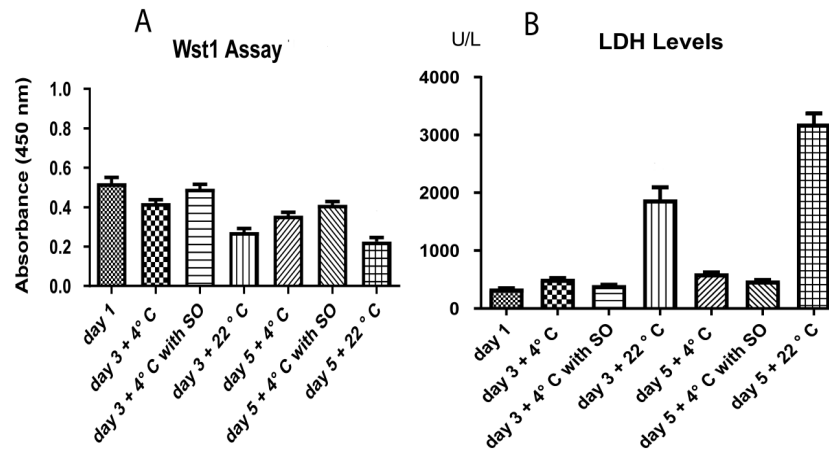 A
Wst1 Assay
Absorbance (450 nm)
1.0
0.8
0.6
0.4
0.2
0.0
day 1
day 3 + 4° C
day 3 + 4° C with SO
day 3 + 22 ° C
day 5 + 4° C
day 5 + 4° C with SO
day 5 + 22° C
U/L
B
LDH Levels
4000
3000
2000
1000
0
day 1
day 3 + 4° C
day 3 + 4° C with SO
day 3 + 22 ° C
day 5 + 4° C
day 5 + 4° C with SO
day 5 + 22° C